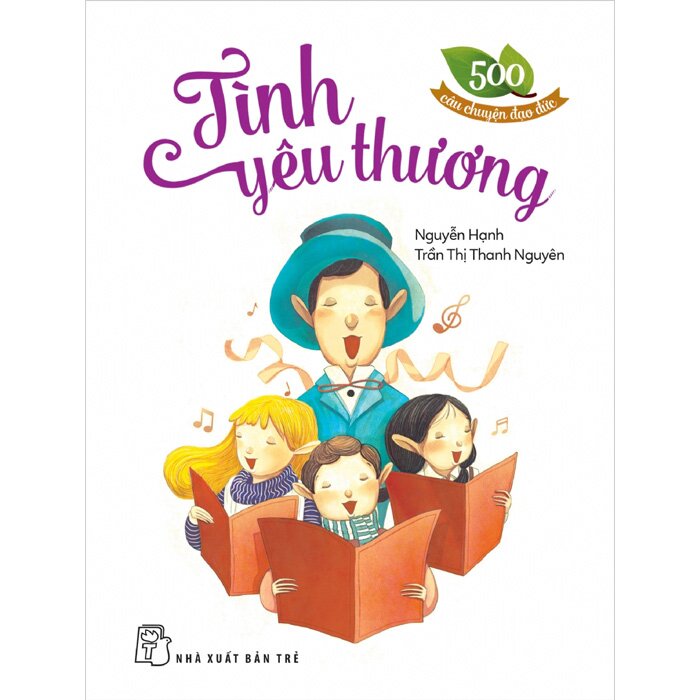 500
câu chuyện đạo đức
Tình
yêu thương
Nguyễn Hạnh
Trần Thị Thanh Nguyên
T
NHÀ XUẤT BẢN TRẺ